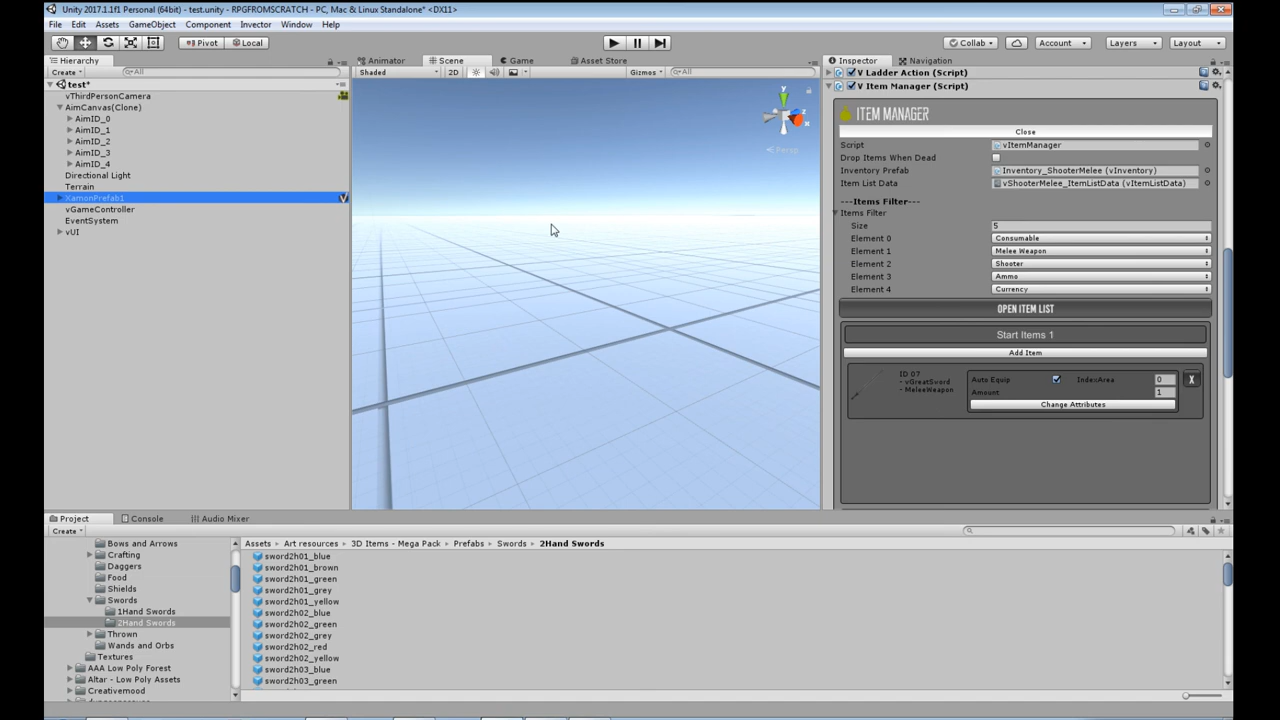 Unity 2017.1.1f1 Personal (64bit) - test.unity - RPGFROMSCRATCH - PC, Mac & Linux Standalone* <DX11>
File Edit Assets GameObject Component Invector Window Help
Pivot Local Collab Account Layers Layout
Hierarchy
Create All
test*
vThirdPersonCamera
AimCanvas(Clone)
AimID_0
AimID_1
AimID_2
AimID_3
AimID_4
Directional Light
Terrain
XamonPrefab1
vGameController
EventSystem
vUI
Animator Scene Game Asset Store
Shaded 2D Gizmos All
y
z
x
Persp
Inspector Navigation
V Ladder Action (Script)
V Item Manager (Script)
ITEM MANAGER
Close
Script vItemManager
Drop Items When Dead
Inventory Prefab Inventory_ShooterMelee (vInventory)
Item List Data vShooterMelee_ItemListData (vItemListData)
---Items Filter---
Items Filter
Size 5
Element 0 Consumable
Element 1 Melee Weapon
Element 2 Shooter
Element 3 Ammo
Element 4 Currency
OPEN ITEM LIST
Start Items 1
Add Item
ID 07
- vGreatSword
- MeleeWeapon
Auto Equip IndexArea 0
Amount 1
X
Change Attributes
Project Console Audio Mixer
Create
Bows and Arrows
Crafting
Daggers
Food
Shields
Swords
1Hand Swords
2Hand Swords
Thrown
Wands and Orbs
Textures
AAA Low Poly Forest
Altar - Low Poly Assets
Creativemood
Assets Art resources 3D Items - Mega Pack Prefabs Swords 2Hand Swords
sword2h01_blue
sword2h01_brown
sword2h01_green
sword2h01_grey
sword2h01_yellow
sword2h02_blue
sword2h02_green
sword2h02_grey
sword2h02_red
sword2h02_yellow
sword2h03_blue
sword2h03_green